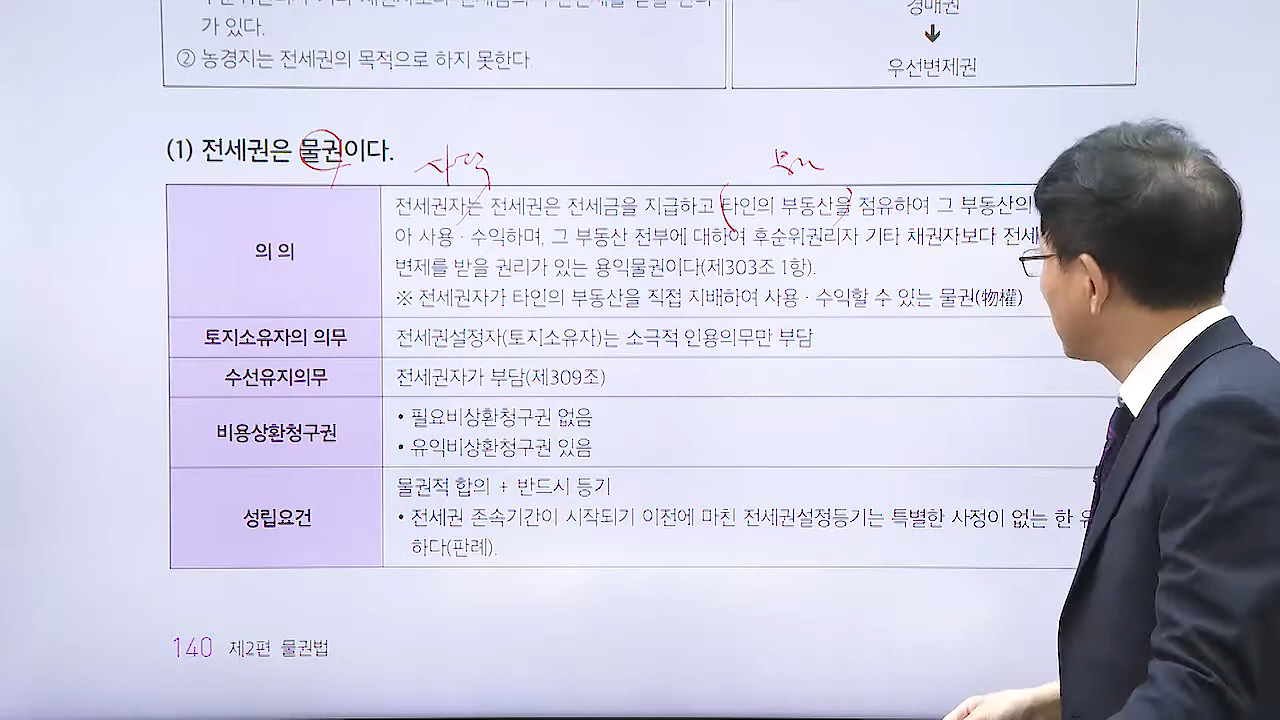 가 있다.
② 농경지는 전세권의 목적으로 하지 못한다.
경매권
↓
우선변제권
(1) 전세권은 물권이다.
사람
물건
의 의
전세권자는 전세권은 전세금을 지급하고 타인의 부동산을 점유하여 그 부동산의
아 사용·수익하며, 그 부동산 전부에 대하여 후순위권리자 기타 채권자보다 전세
변제를 받을 권리가 있는 용익물권이다(제303조 1항).
※ 전세권자가 타인의 부동산을 직접 지배하여 사용·수익할 수 있는 물권(物權)
토지소유자의 의무
전세권설정자(토지소유자)는 소극적 인용의무만 부담
수선유지의무
전세권자가 부담(제309조)
비용상환청구권
• 필요비상환청구권 없음
• 유익비상환청구권 있음
성립요건
물권적 합의 + 반드시 등기
• 전세권 존속기간이 시작되기 이전에 마친 전세권설정등기는 특별한 사정이 없는 한
하다(판례).
140 제2편 물권법